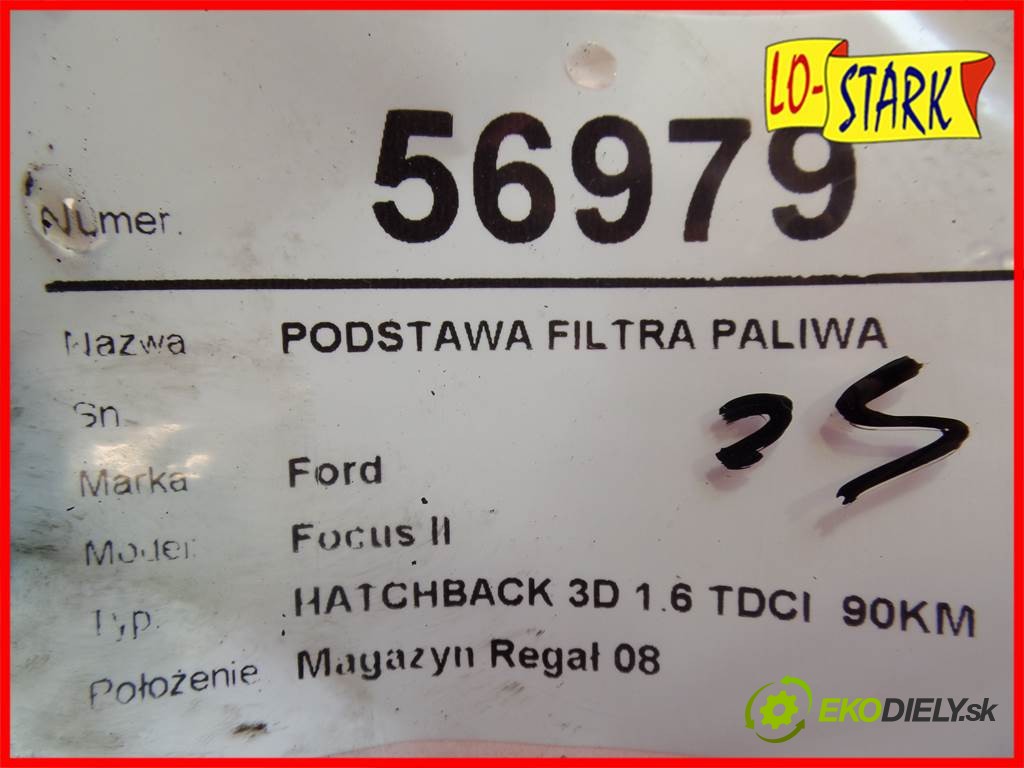 LO-STARK
Numer. 56979
Nazwa PODSTAWA FILTRA PALIWA
Sn
Marka Ford
Model: Focus II
Typ. HATCHBACK 3D 1.6 TDCI 90KM
Położenie Magazyn Regał 08
EKODIELY.sk